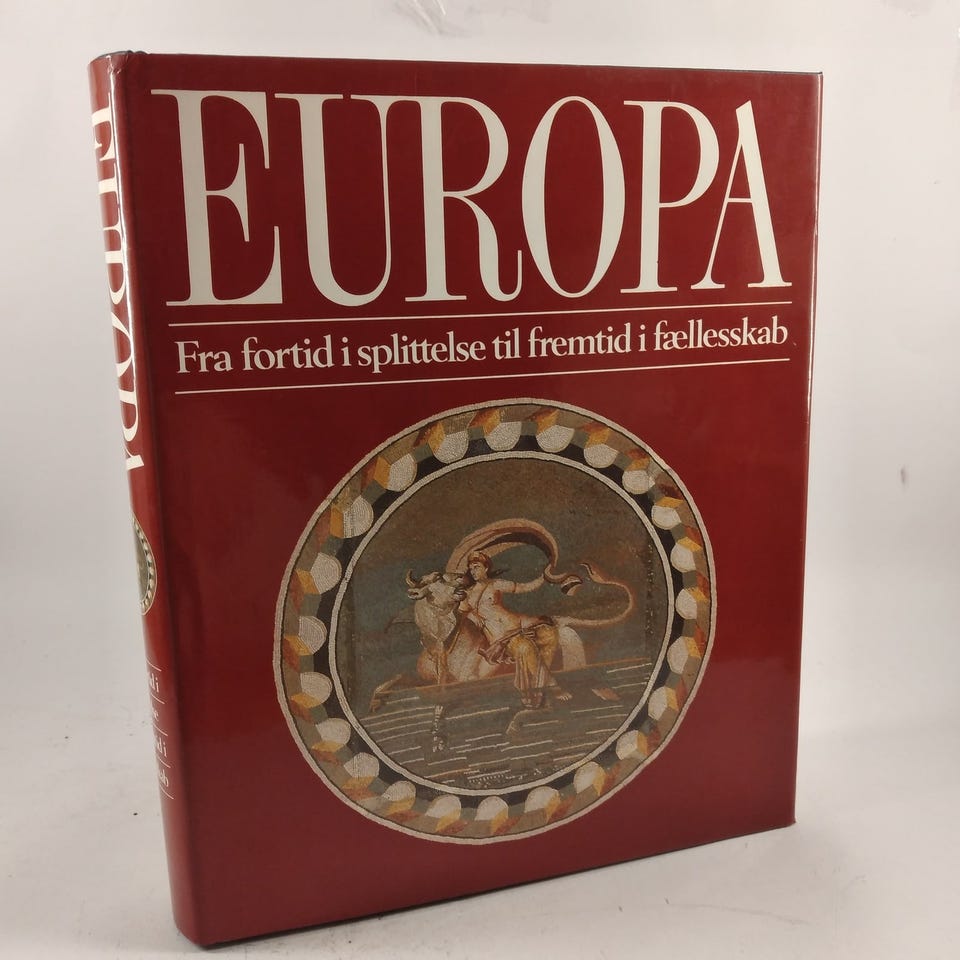 EUROPA
Fra fortid i splittelse til fremtid i fællesskab
EUROPA